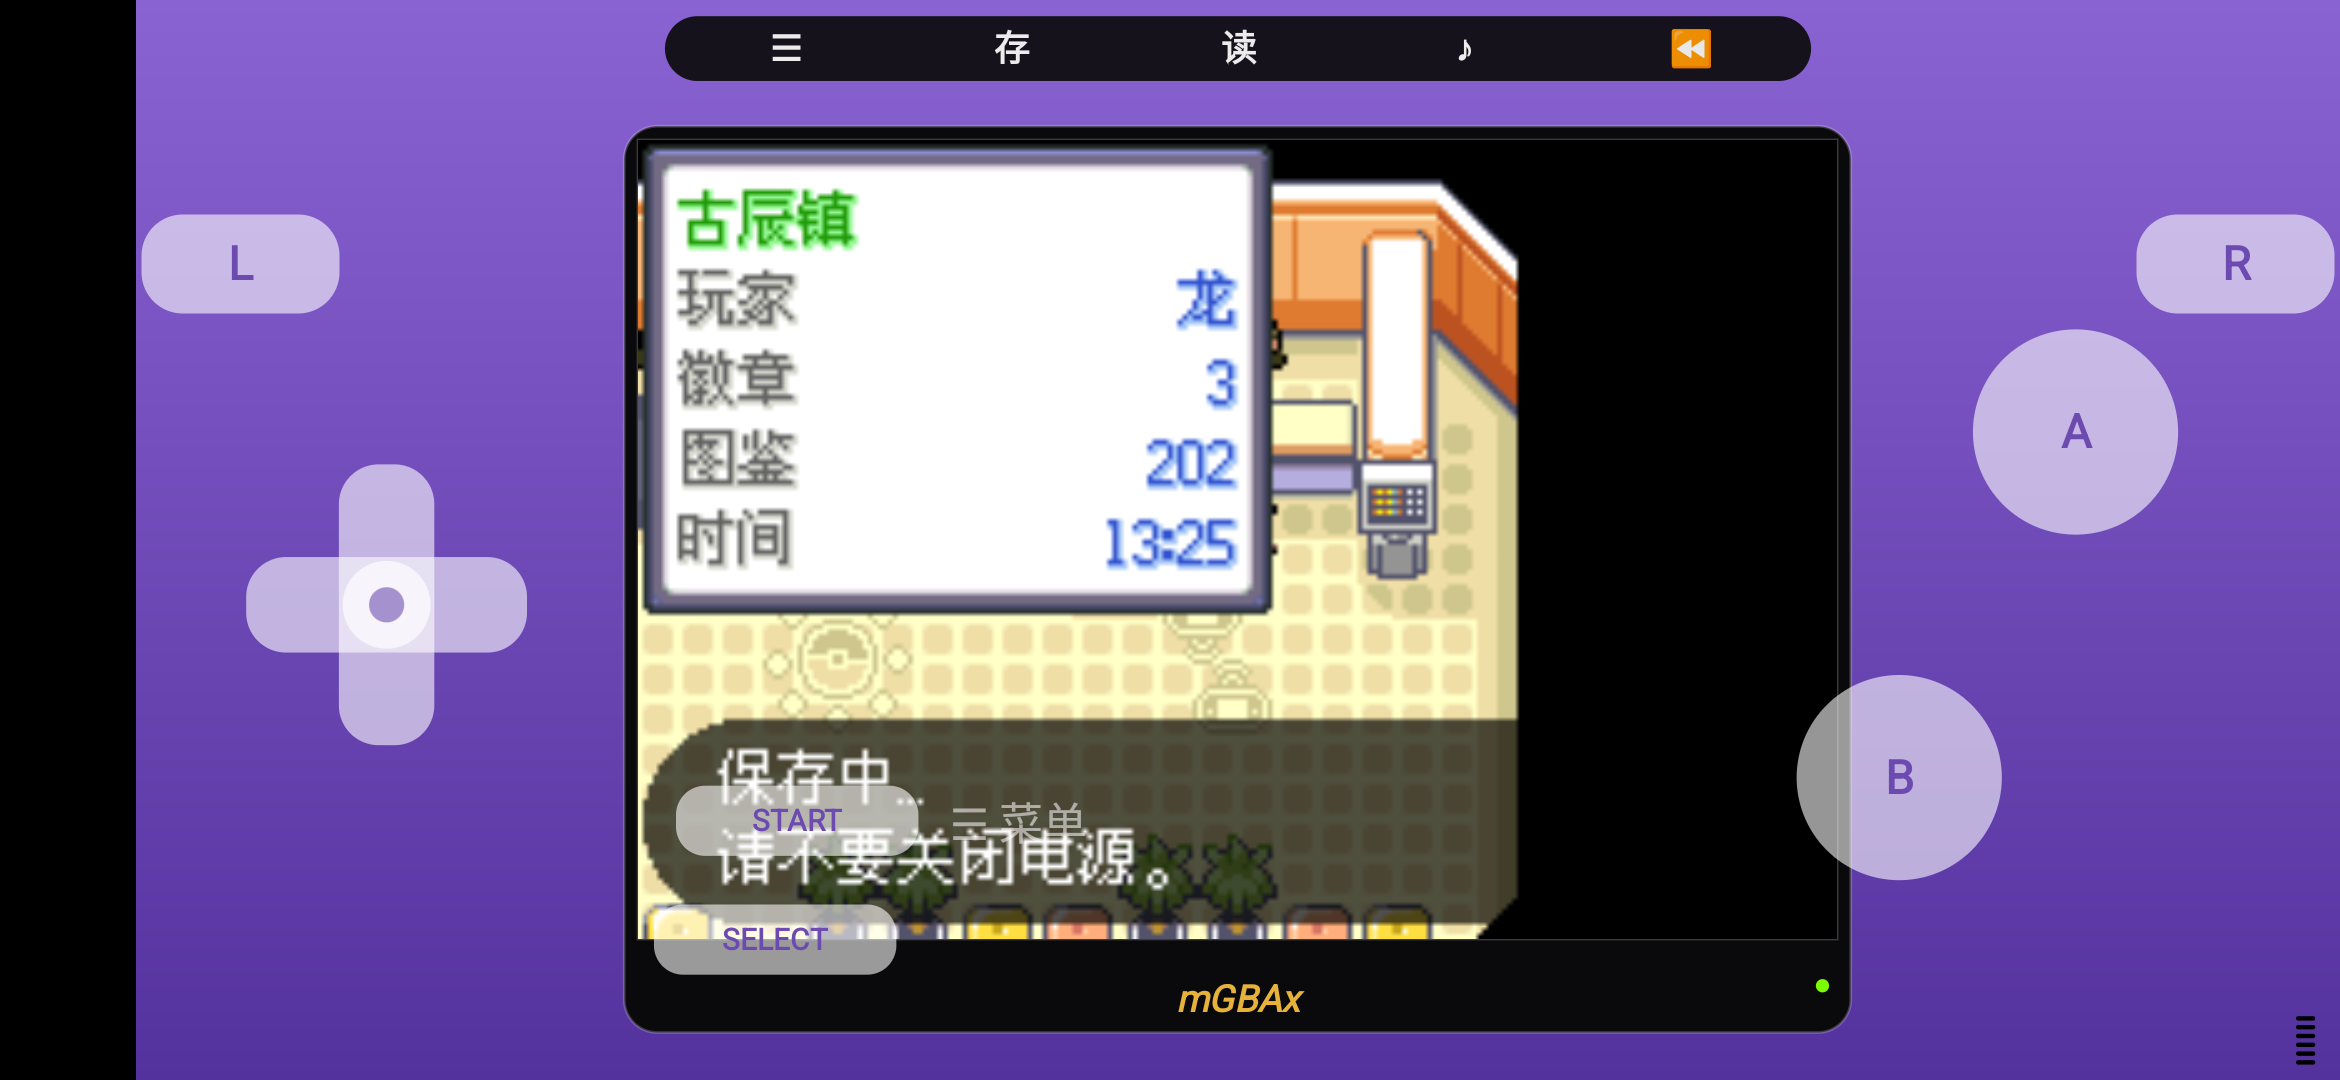 ☰ 存 读 ♪ ⏪
L
R
古辰镇
玩家 龙
徽章 3
图鉴 202
时间 13:25
A
B
保存中...
START ☰ 菜单
请不要关闭电源。
SELECT
mGBAx